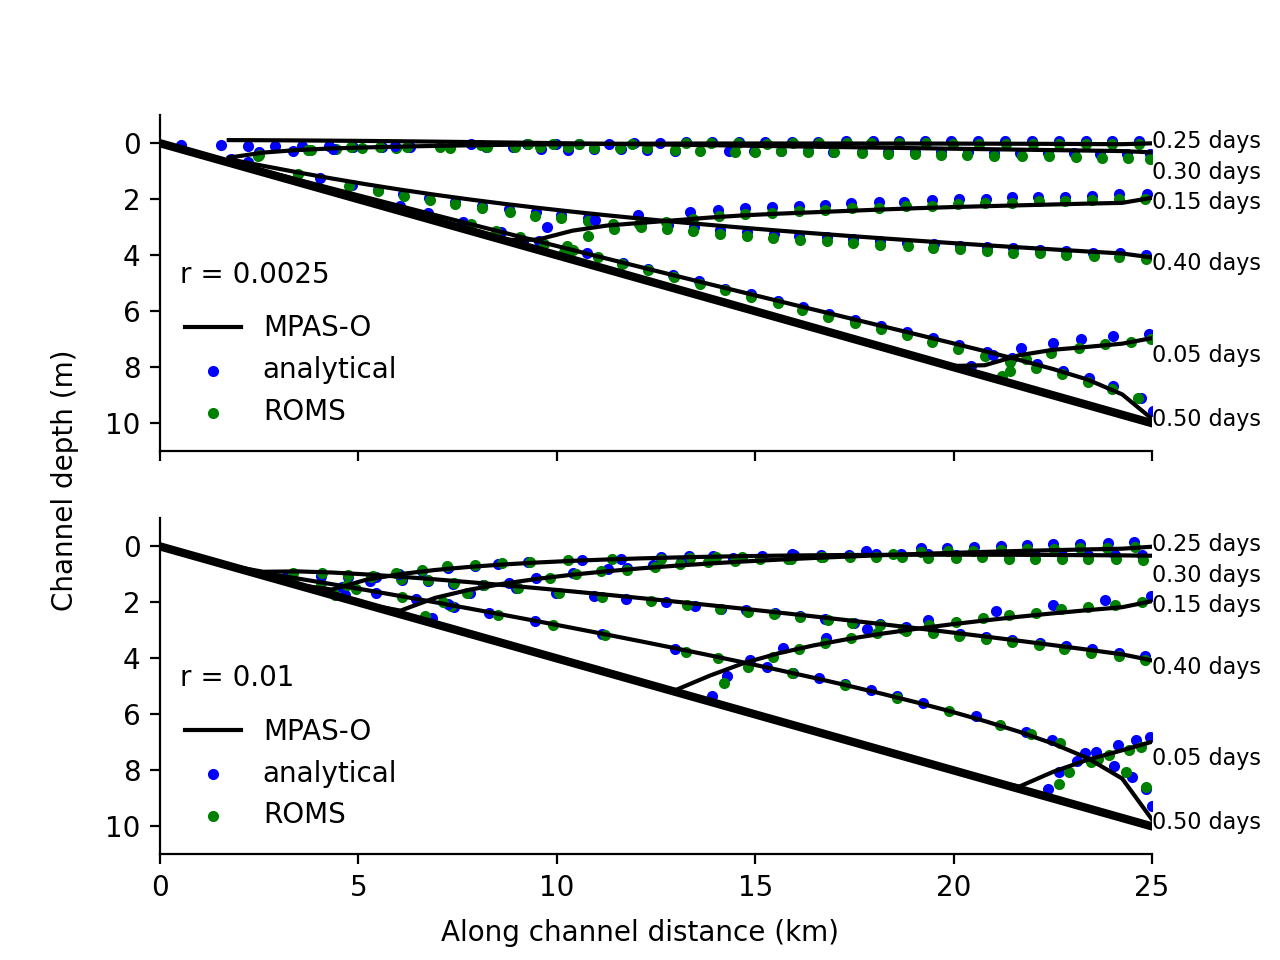 0
2
4
6
8
10
0.25 days
0.30 days
0.15 days
0.40 days
0.05 days
0.50 days
r = 0.0025
MPAS-O
analytical
ROMS
Channel depth (m)
0
2
4
6
8
10
0.25 days
0.30 days
0.15 days
0.40 days
0.05 days
0.50 days
r = 0.01
MPAS-O
analytical
ROMS
0 5 10 15 20 25
Along channel distance (km)